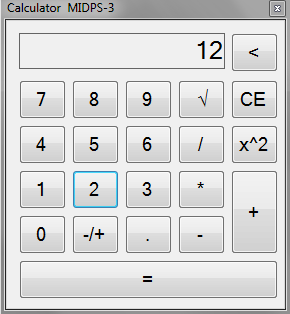 Calculator MIDPS-3
12 <
7 8 9 √ CE
4 5 6 / x^2
1 2 3 * +
0 -/+ . -
=